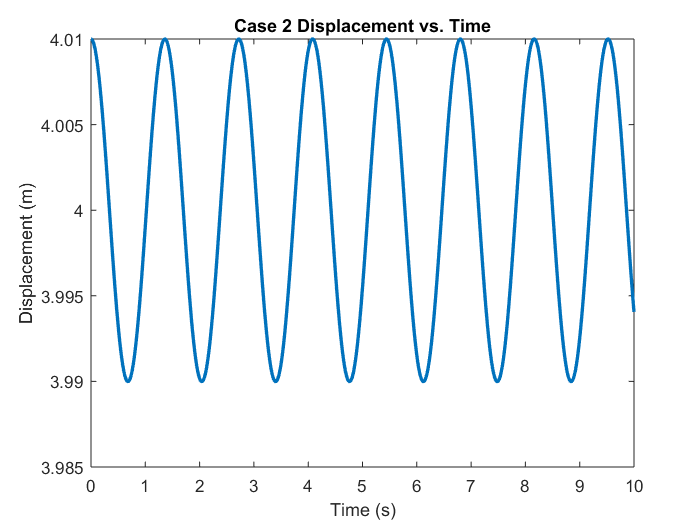 Case 2 Displacement vs. Time
4.01
4.005
4
3.995
3.99
3.985
Displacement (m)
0 1 2 3 4 5 6 7 8 9 10
Time (s)